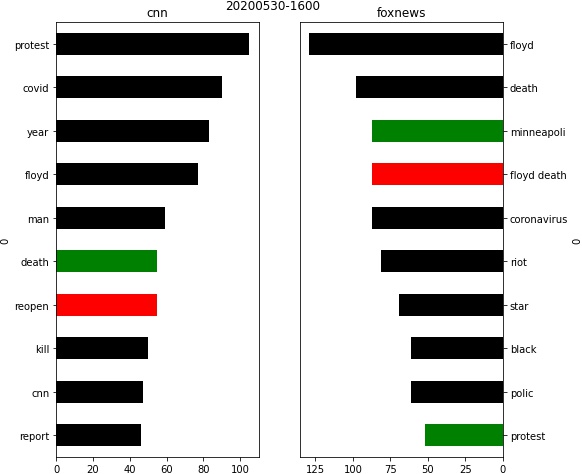 20200530-1600
cnn
foxnews
protest
covid
year
floyd
man
death
reopen
kill
cnn
report
0
0 20 40 60 80 100
floyd
death
minneapoli
floyd death
coronavirus
riot
star
black
polic
protest
0
125 100 75 50 25 0